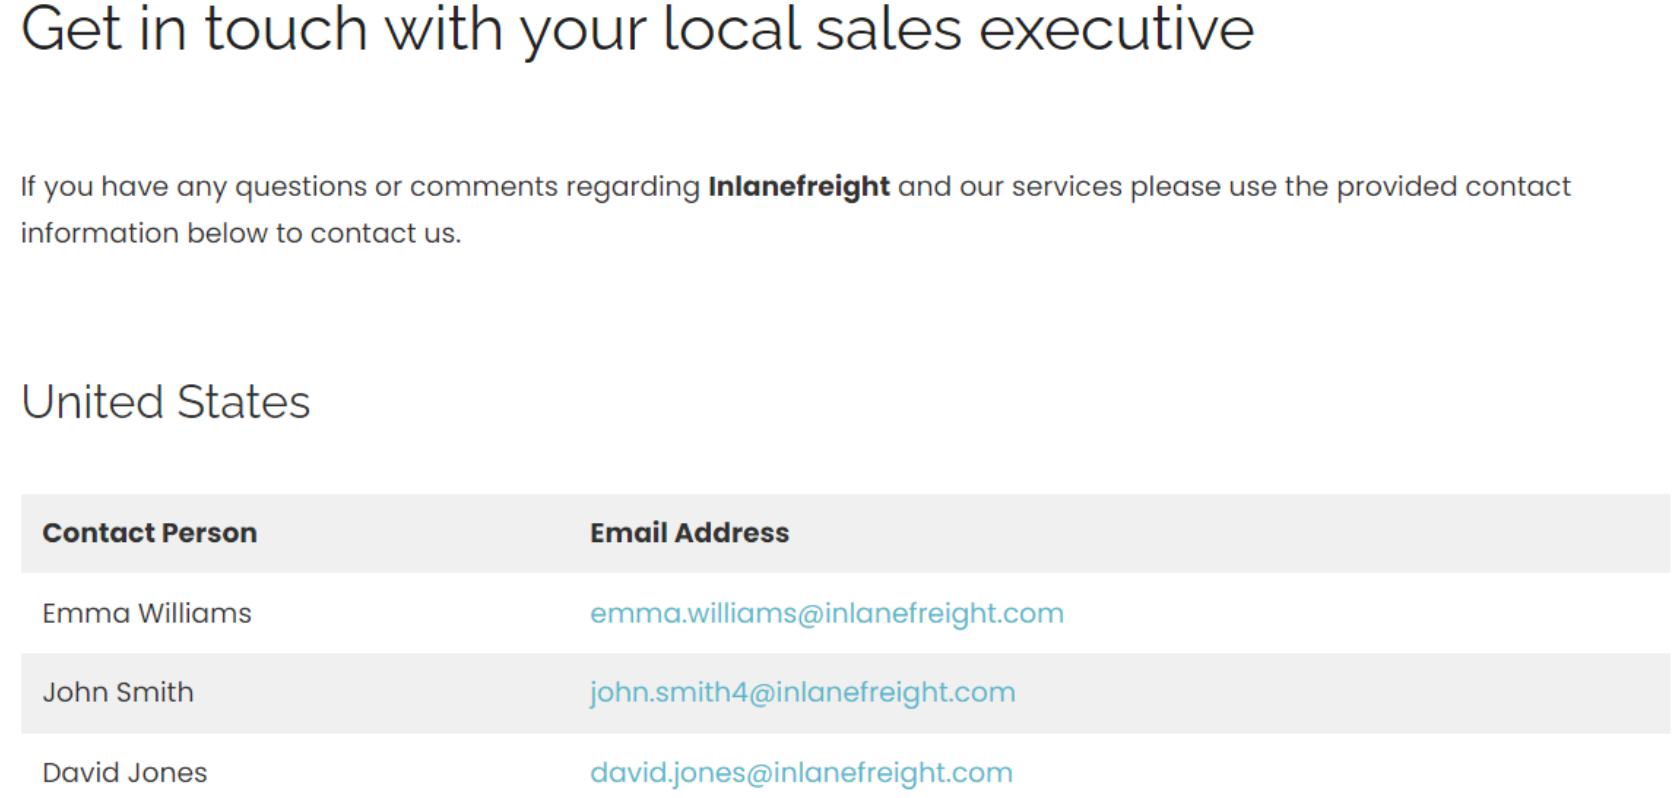 Get in touch with your local sales executive
If you have any questions or comments regarding Inlanefreight and our services please use the provided contact
information below to contact us.
United States
Contact Person Email Address
Emma Williams emma.williams@inlanefreight.com
John Smith john.smith4@inlanefreight.com
David Jones david.jones@inlanefreight.com